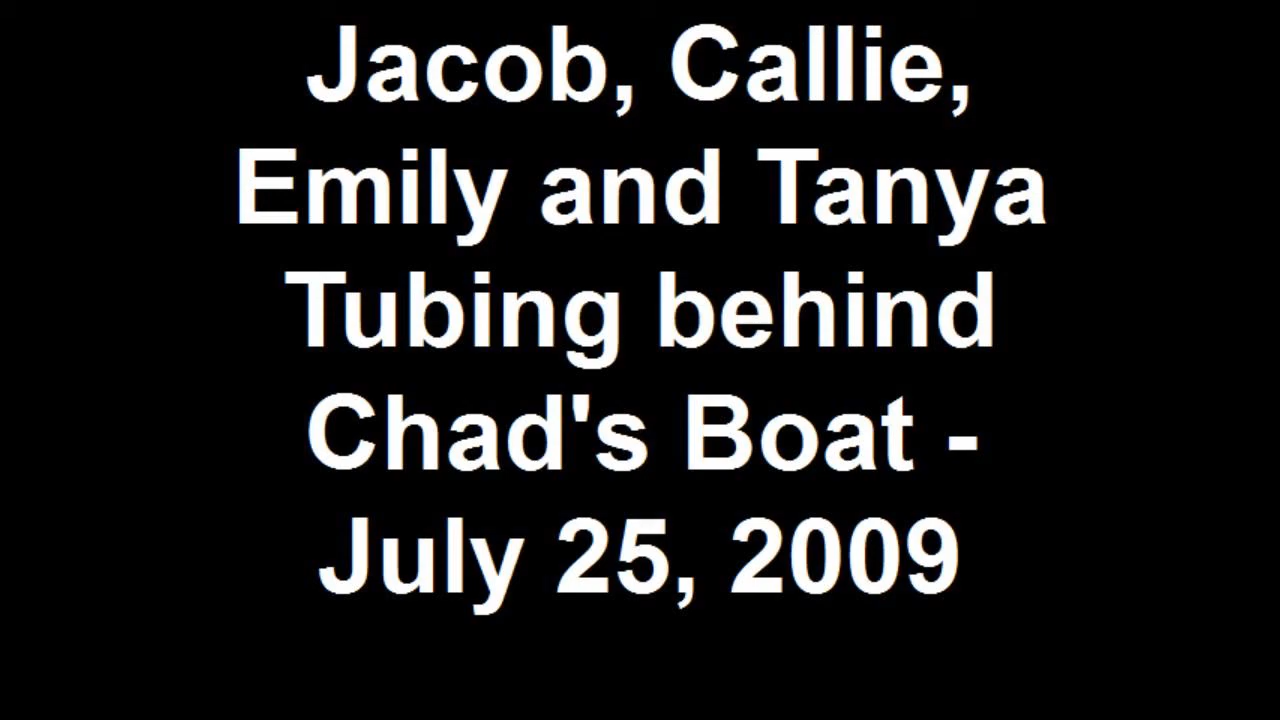 Jacob, Callie,
Emily and Tanya
Tubing behind
Chad's Boat -
July 25, 2009